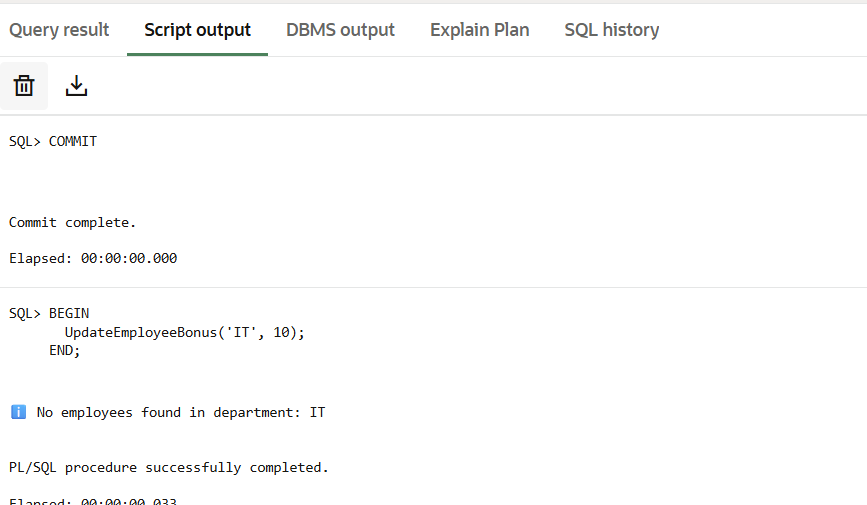 Query result Script output DBMS output Explain Plan SQL history
SQL> COMMIT
Commit complete.
Elapsed: 00:00:00.000
SQL> BEGIN
UpdateEmployeeBonus('IT', 10);
END;
ℹ️ No employees found in department: IT
PL/SQL procedure successfully completed.
Elapsed: 00:00:00.033